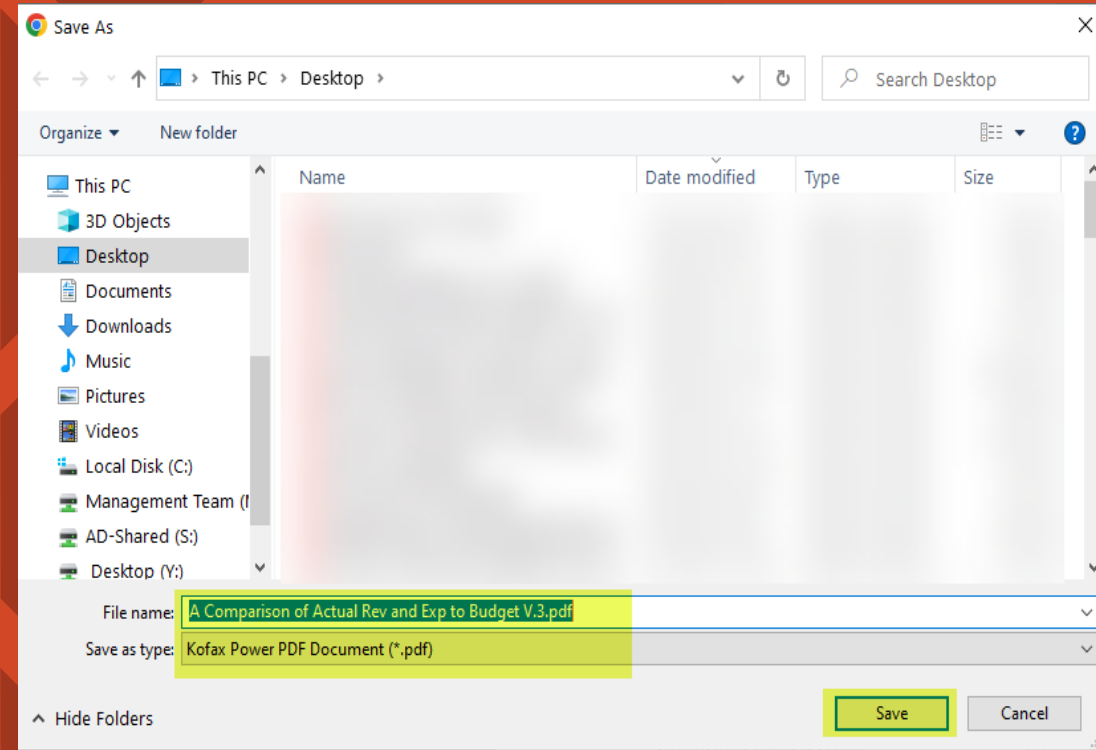 Save As
This PC > Desktop >
Search Desktop
Organize
New folder
?
Name
Date modified
Type
Size
This PC
3D Objects
Desktop
Documents
Downloads
Music
Pictures
Videos
Local Disk (C:)
Management Team (
AD-Shared (S:)
Desktop (Y:)
File name: A Comparison of Actual Rev and Exp to Budget V.3.pdf
Save as type: Kofax Power PDF Document (*.pdf)
Hide Folders
Save
Cancel